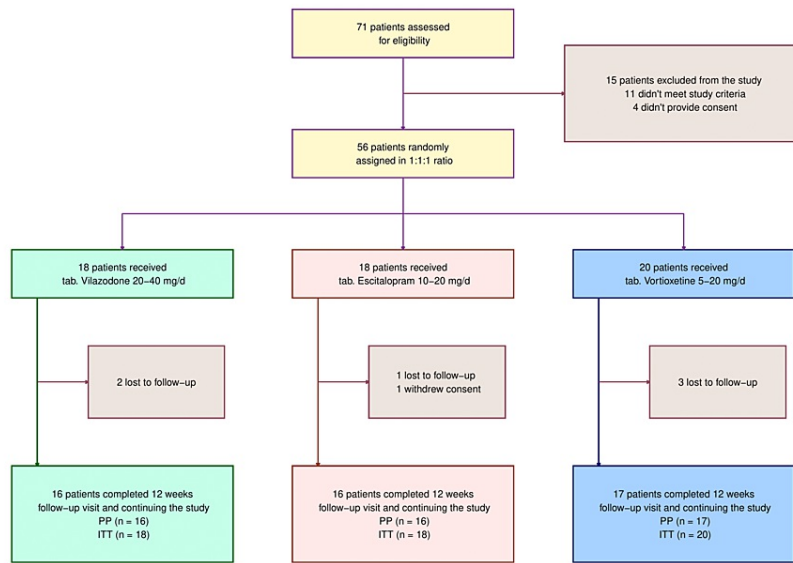 71 patients assessed
for eligibility
15 patients excluded from the study
11 didn't meet study criteria
4 didn't provide consent
56 patients randomly
assigned in 1:1:1 ratio
18 patients received
tab. Vilazodone 20−40 mg/d
18 patients received
tab. Escitalopram 10−20 mg/d
20 patients received
tab. Vortioxetine 5−20 mg/d
2 lost to follow−up
1 lost to follow−up
1 withdrew consent
3 lost to follow−up
16 patients completed 12 weeks
follow−up visit and continuing the study
PP (n = 16)
ITT (n = 18)
16 patients completed 12 weeks
follow−up visit and continuing the study
PP (n = 16)
ITT (n = 18)
17 patients completed 12 weeks
follow−up visit and continuing the study
PP (n = 17)
ITT (n = 20)